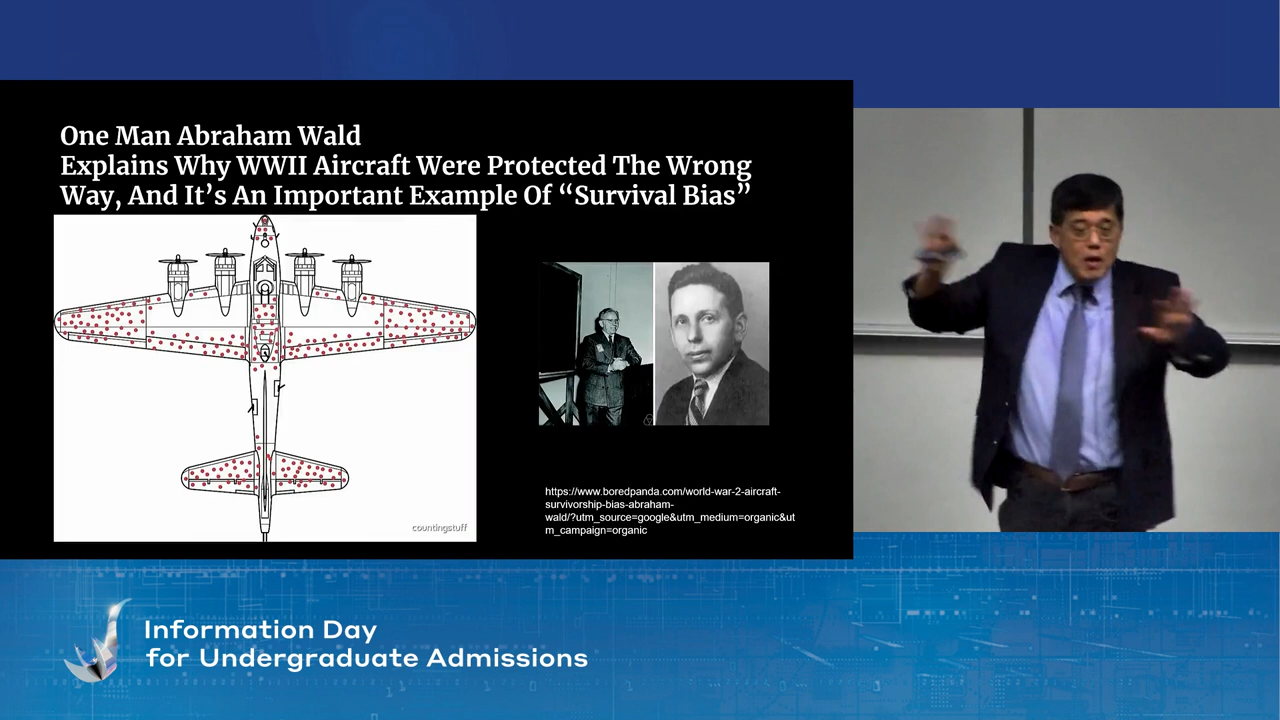 One Man Abraham Wald
Explains Why WWII Aircraft Were Protected The Wrong
Way, And It’s An Important Example Of “Survival Bias”
countingstuff
https://www.boredpanda.com/world-war-2-aircraft-
survivorship-bias-abraham-
wald/?utm_source=google&utm_medium=organic&ut
m_campaign=organic
Information Day
for Undergraduate Admissions